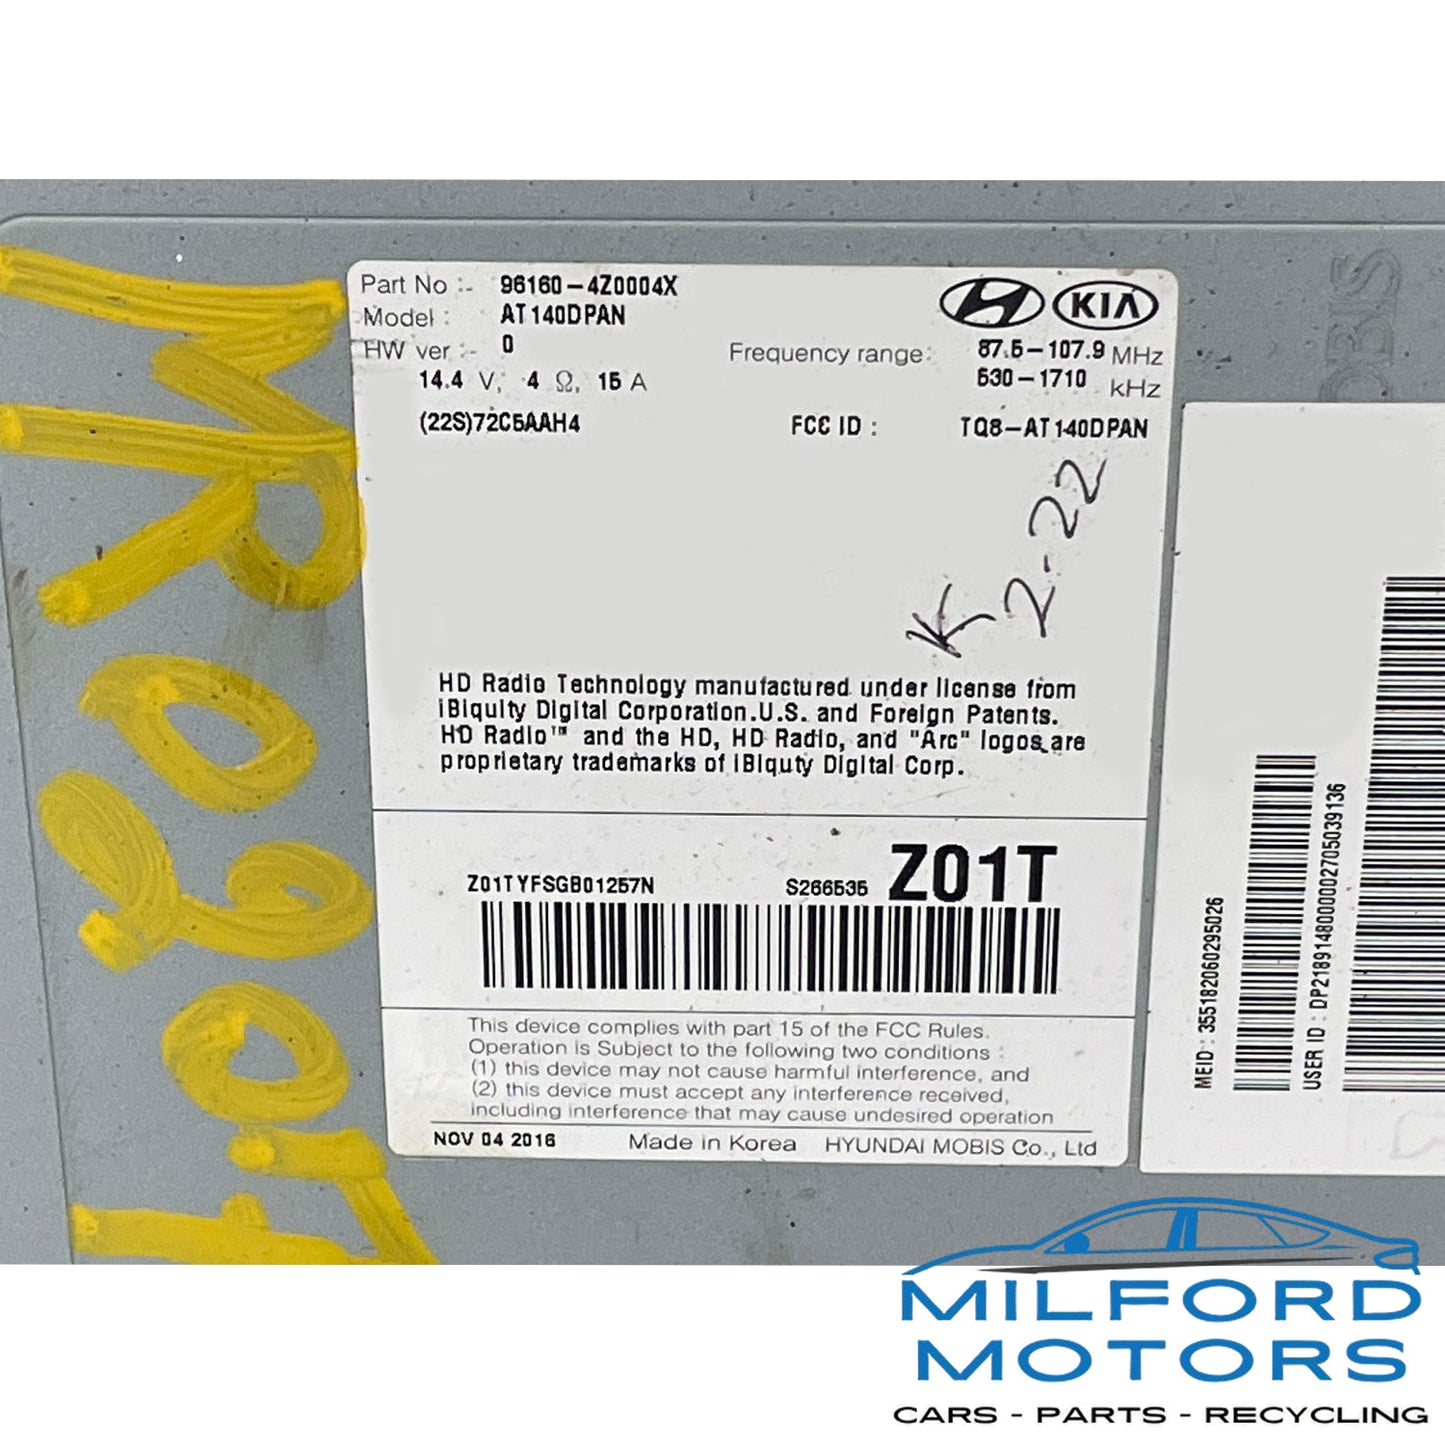 Part No :- 96160-4Z0004X
Model : AT140DPAN
HW ver :- 0
14.4 V, 4 Ω, 15 A
(22S)72C5AAH4
KIA
Frequency range: 87.5-107.9 MHz
530-1710 kHz
FCC ID : TQ8-AT140DPAN
K 2-22
HD Radio Technology manufactured under license from
iBiquity Digital Corporation.U.S. and Foreign Patents.
HD Radio™ and the HD, HD Radio, and "Arc" logos are
proprietary trademarks of iBiquty Digital Corp.
Z01TYFSGB01257N S266535 Z01T
This device complies with part 15 of the FCC Rules.
Operation is Subject to the following two conditions :
(1) this device may not cause harmful interference, and
(2) this device must accept any interference received,
including interference that may cause undesired operation
NOV 04 2016 Made in Korea HYUNDAI MOBIS Co., Ltd
MEID : 35518206029502​6
USER ID : DP2189148000002705039136
OBIS
MILFORD
MOTORS
CARS - PARTS - RECYCLING